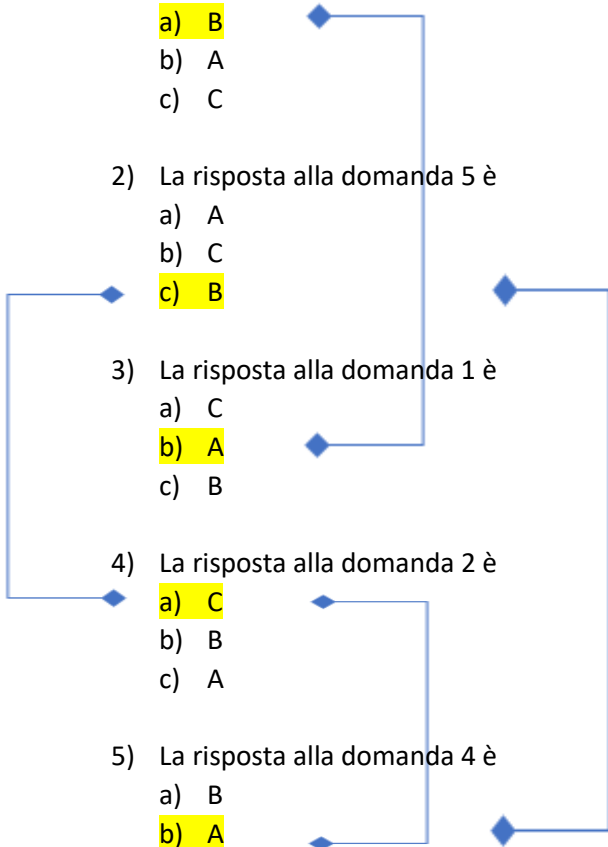 a) B
b) A
c) C
2) La risposta alla domanda 5 è
a) A
b) C
c) B
3) La risposta alla domanda 1 è
a) C
b) A
c) B
4) La risposta alla domanda 2 è
a) C
b) B
c) A
5) La risposta alla domanda 4 è
a) B
b) A